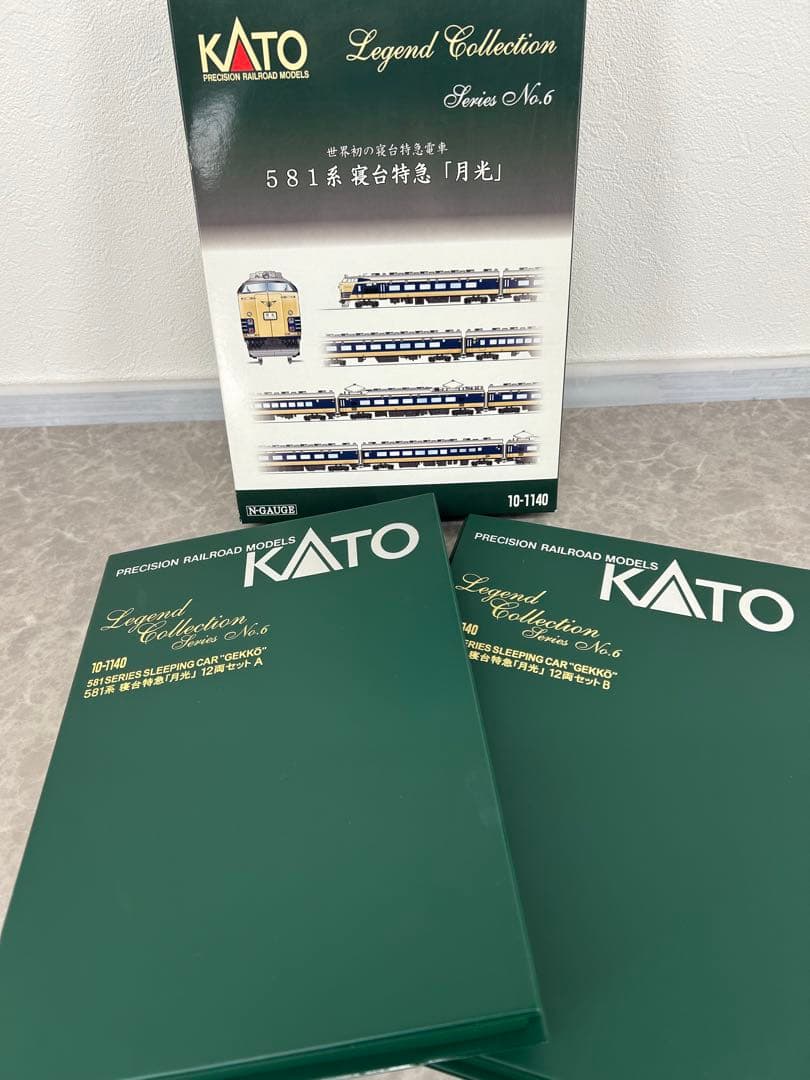 KATO
PRECISION RAILROAD MODELS
Legend Collection
Series No.6
世界初の寝台特急電車
581系 寝台特急「月光」
N-GAUGE
10-1140
PRECISION RAILROAD MODELS
KATO
Legend
Collection
Series No.6
10-1140
581 SERIES SLEEPING CAR "GEKKŌ"
581系 寝台特急「月光」 12両セット A
PRECISION RAILROAD MODELS
KATO
Legend
Collection
Series No.6
SERIES SLEEPING CAR "GEKKŌ"
寝台特急「月光」 12両セット B